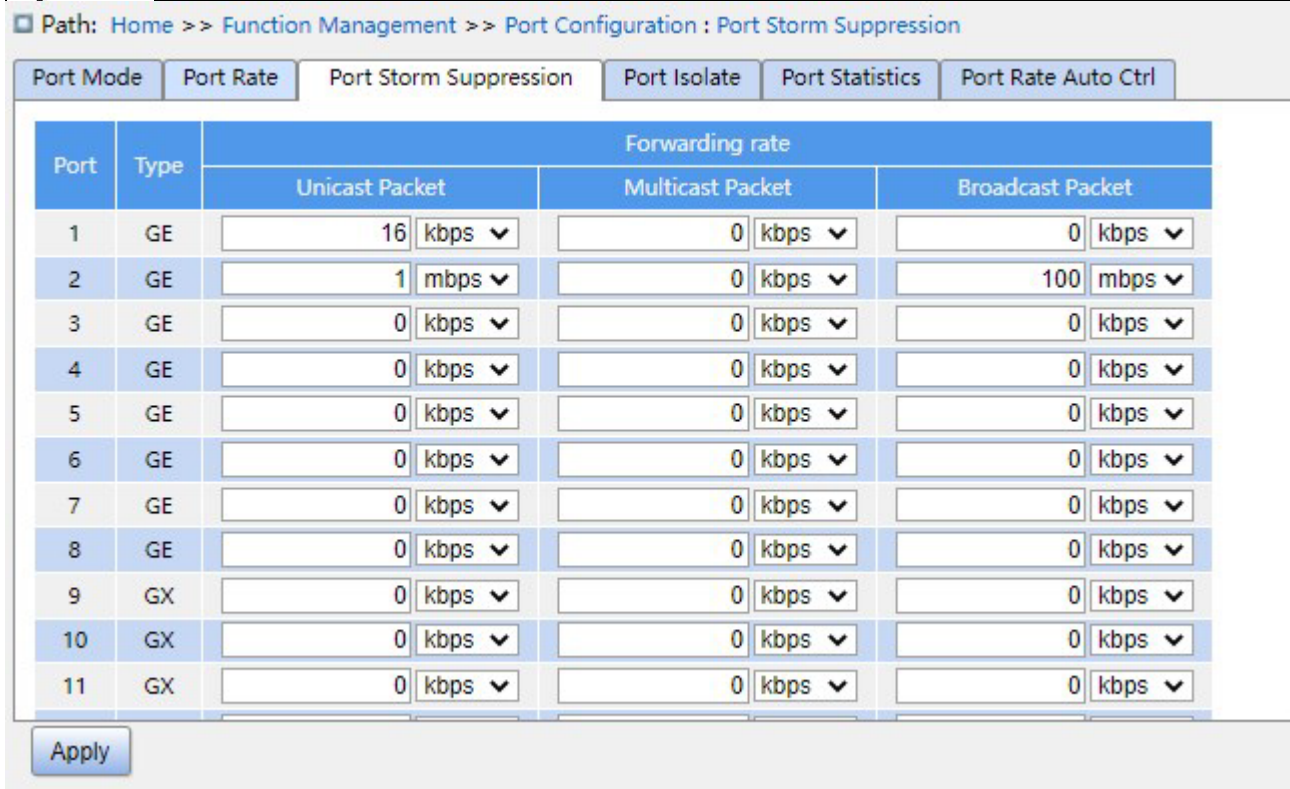 Path: Home >> Function Management >> Port Configuration : Port Storm Suppression
Port Mode Port Rate Port Storm Suppression Port Isolate Port Statistics Port Rate Auto Ctrl
Port Type Forwarding rate
Unicast Packet Multicast Packet Broadcast Packet
1 GE 16 kbps 0 kbps 0 kbps
2 GE 1 mbps 0 kbps 100 mbps
3 GE 0 kbps 0 kbps 0 kbps
4 GE 0 kbps 0 kbps 0 kbps
5 GE 0 kbps 0 kbps 0 kbps
6 GE 0 kbps 0 kbps 0 kbps
7 GE 0 kbps 0 kbps 0 kbps
8 GE 0 kbps 0 kbps 0 kbps
9 GX 0 kbps 0 kbps 0 kbps
10 GX 0 kbps 0 kbps 0 kbps
11 GX 0 kbps 0 kbps 0 kbps
Apply